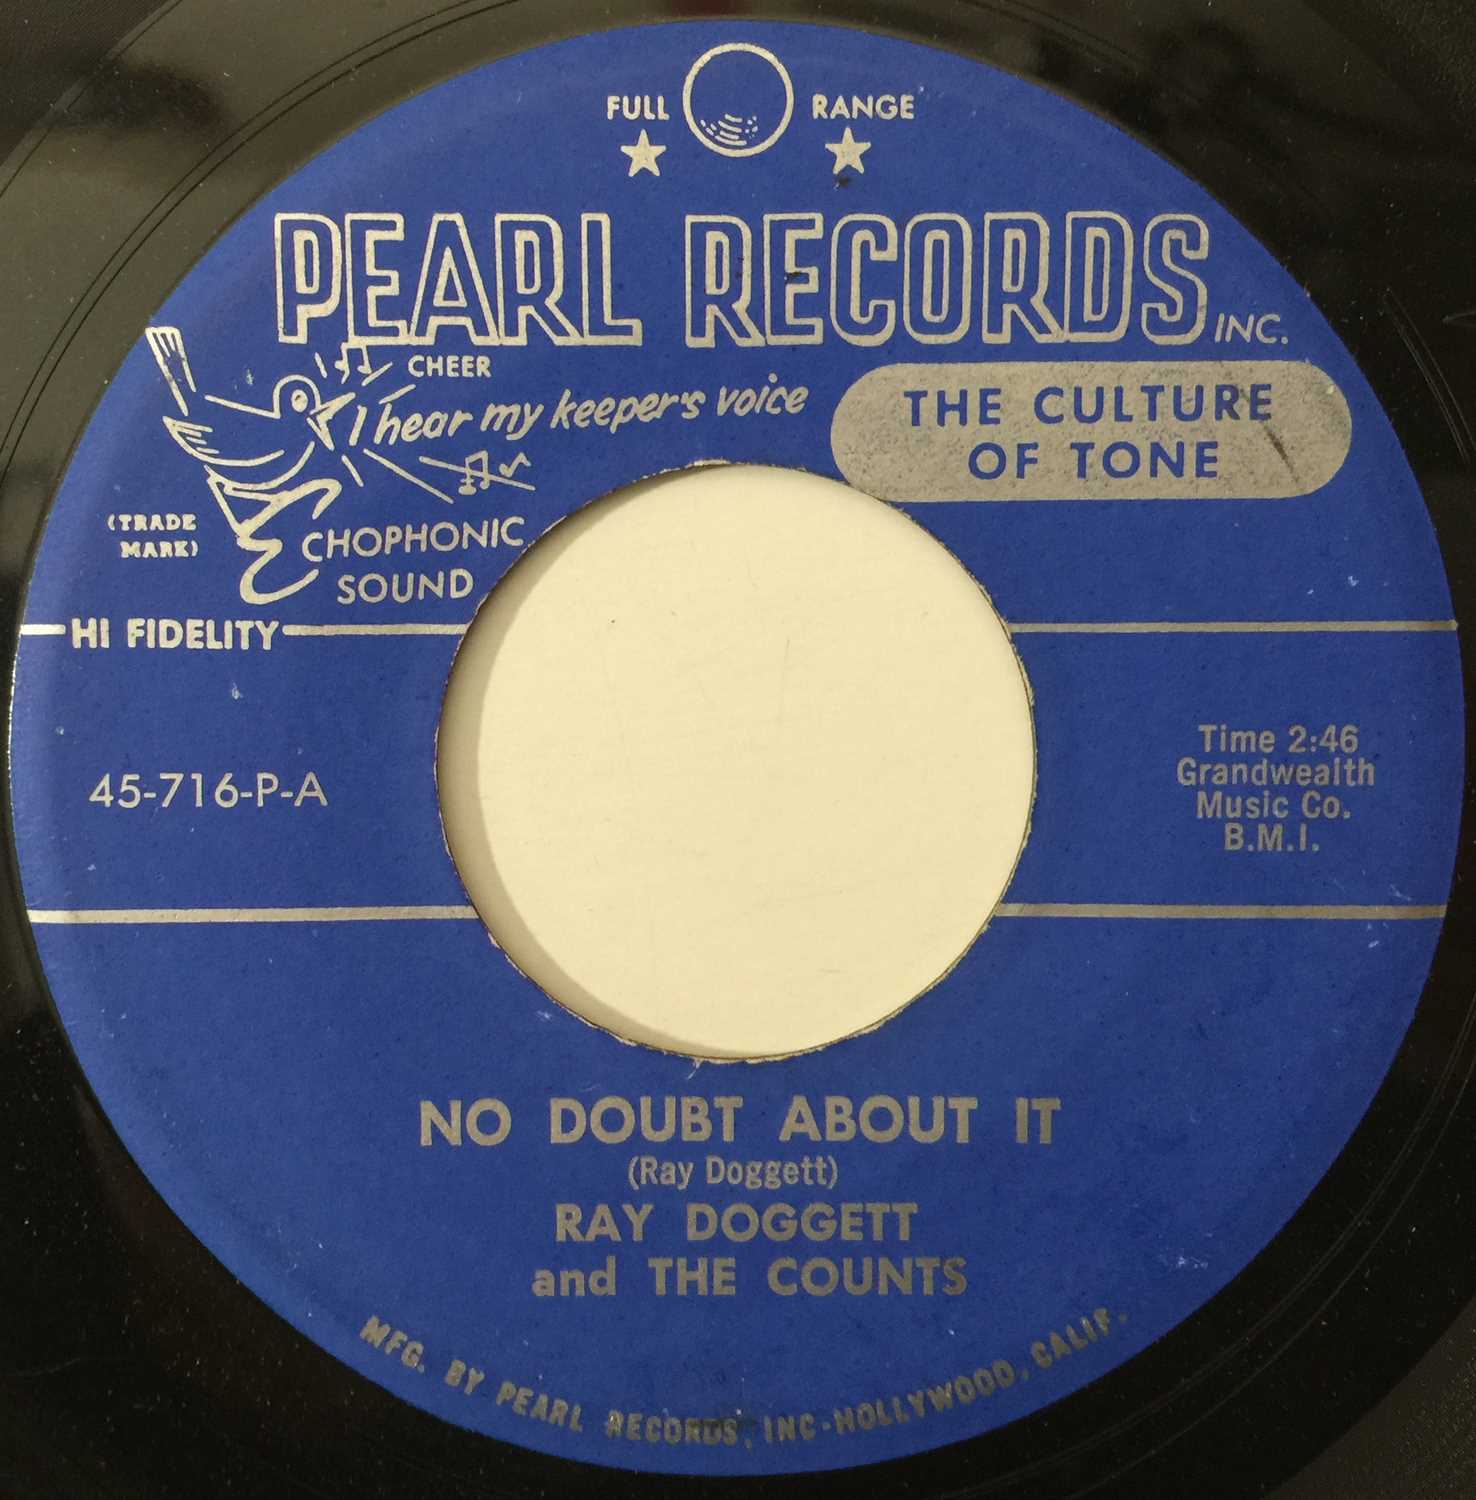 FULL RANGE
PEARL RECORDS INC.
CHEER
I hear my keeper's voice
THE CULTURE
OF TONE
(TRADE
MARK)
ECHOPHONIC
SOUND
HI FIDELITY
45-716-P-A
Time 2:46
Grandwealth
Music Co.
B.M.I.
NO DOUBT ABOUT IT
(Ray Doggett)
RAY DOGGETT
and THE COUNTS
MFG. BY PEARL RECORDS, INC-HOLLYWOOD, CALIF.